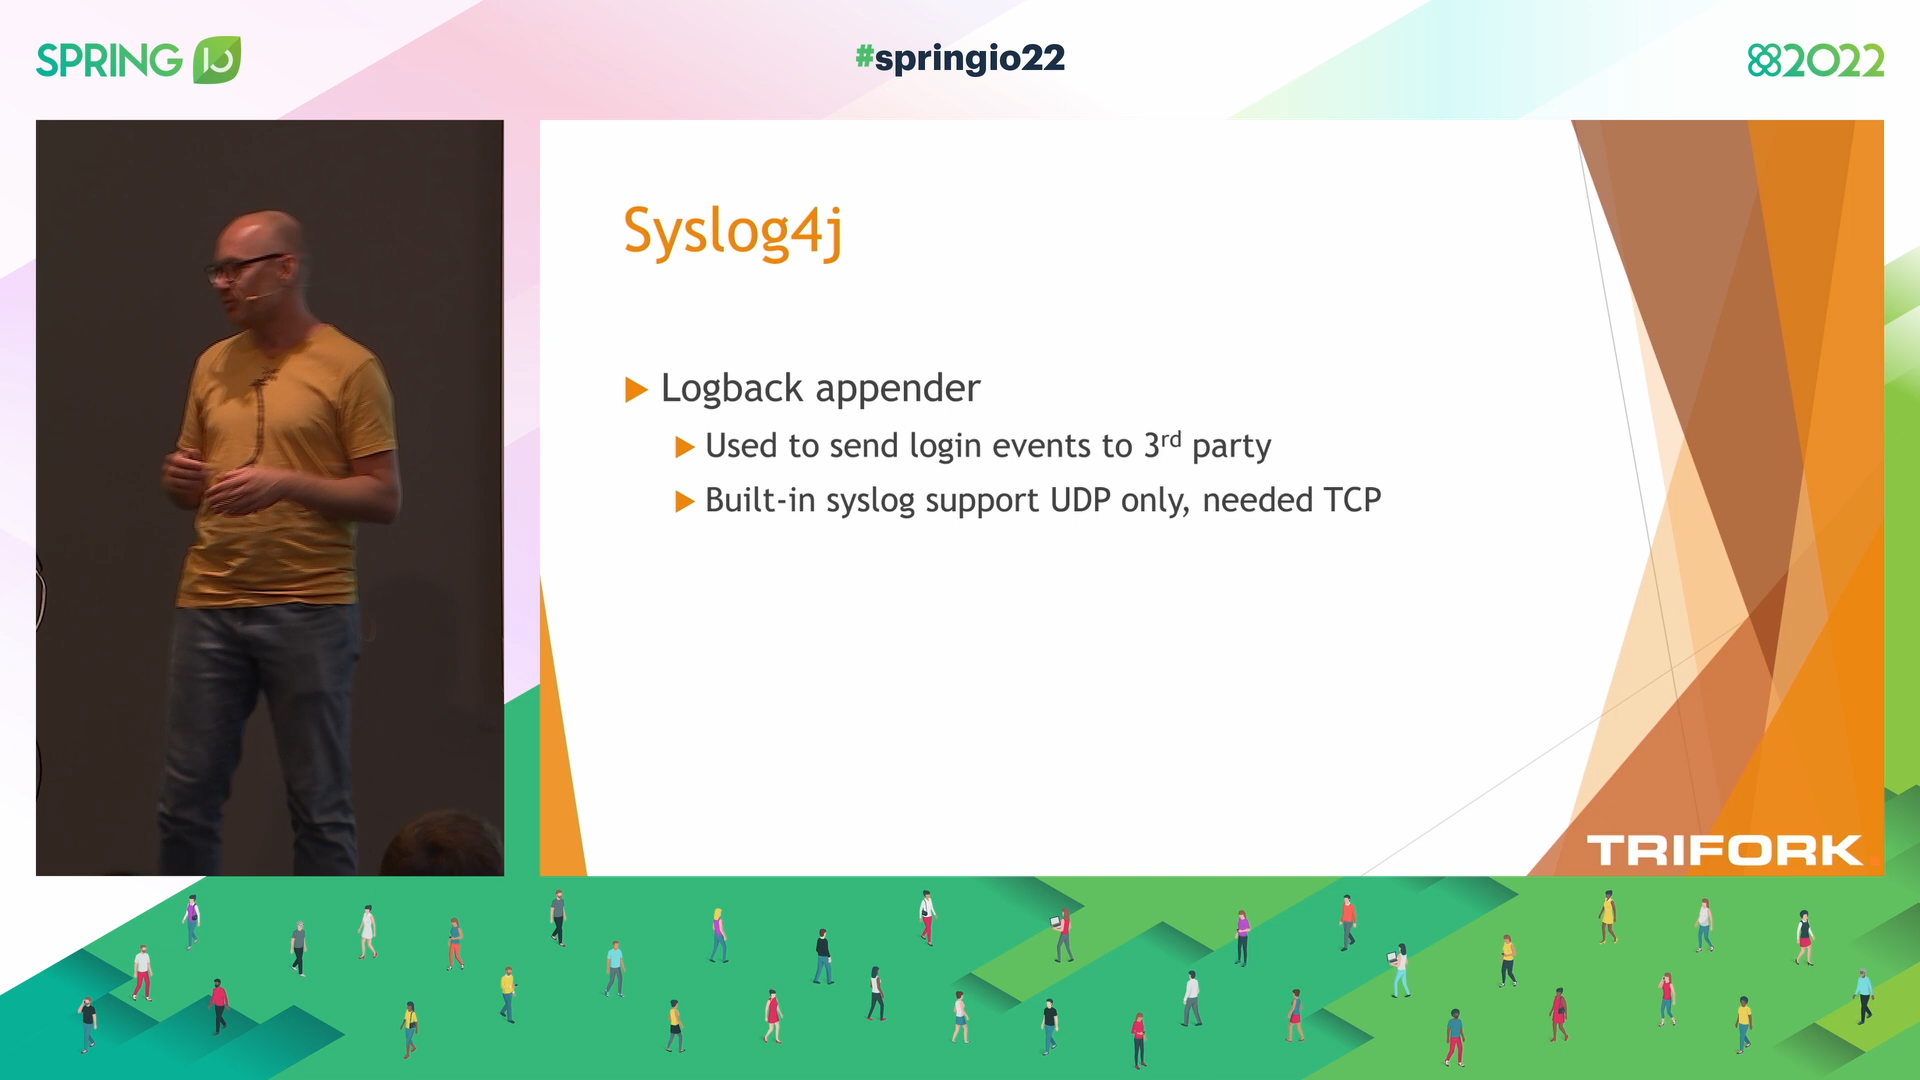 SPRING IO
#springio22
2022
Syslog4j
Logback appender
Used to send login events to 3rd party
Built-in syslog support UDP only, needed TCP
TRIFORK